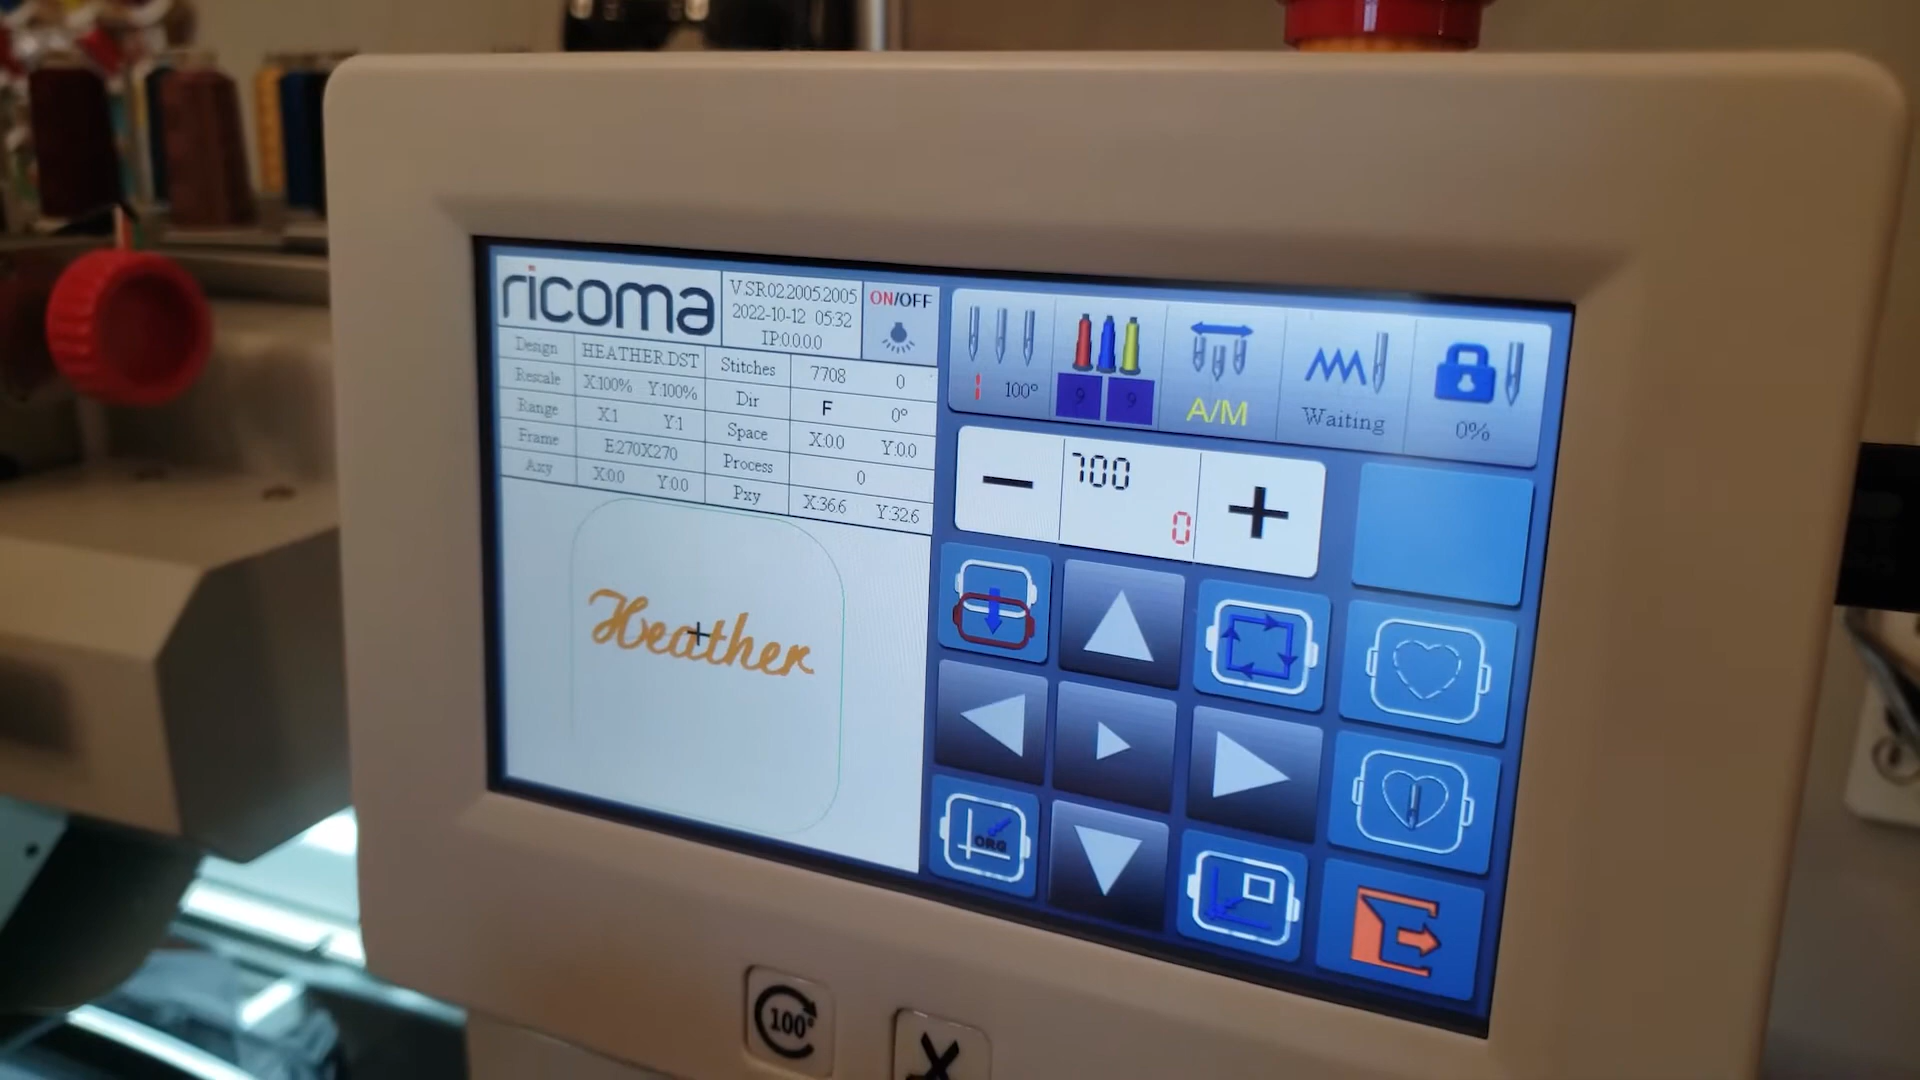 ricoma
V.SR02.2005.2005
2022-10-12 05:32
IP:0.0.0.0
ON/OFF
Design HEATHER.DST Stitches 7708 0
Rescale X:100% Y:100% Dir F 0°
Range X:1 Y:1 Space X:0.0 Y:0.0
Frame E270X270 Process 0
Axy X:0.0 Y:0.0 Pxy X:36.6 Y:32.6
Heather
1 100°
9 9
A/M
Waiting
0%
700
0
ORG
100°